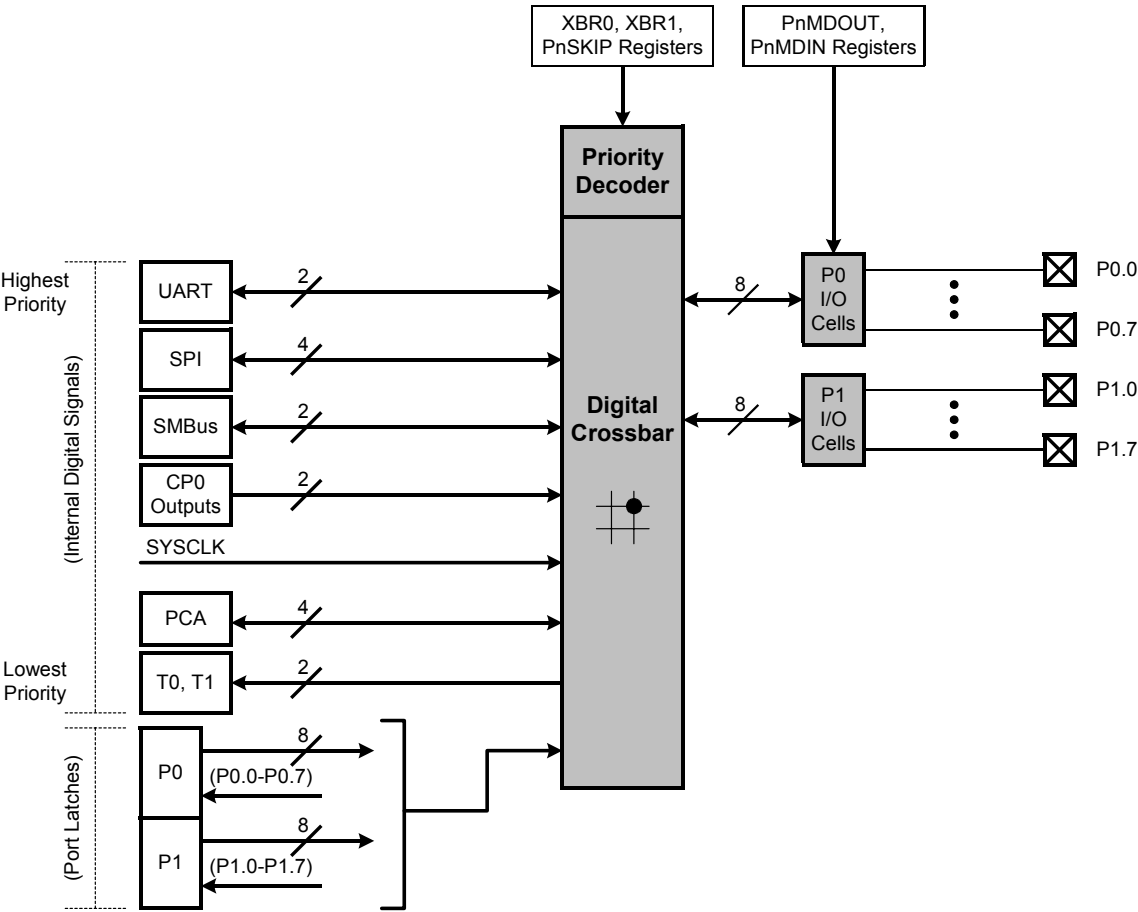 XBR0, XBR1,
PnSKIP Registers
PnMDOUT,
PnMDIN Registers
Priority
Decoder
Highest
Priority
(Internal Digital Signals)
UART
2
SPI
4
SMBus
2
CP0
Outputs
2
SYSCLK
PCA
4
Lowest
Priority
T0, T1
2
Digital
Crossbar
8
P0
I/O
Cells
P0.0
P0.7
8
P1
I/O
Cells
P1.0
P1.7
(Port Latches)
P0
8
(P0.0-P0.7)
P1
8
(P1.0-P1.7)